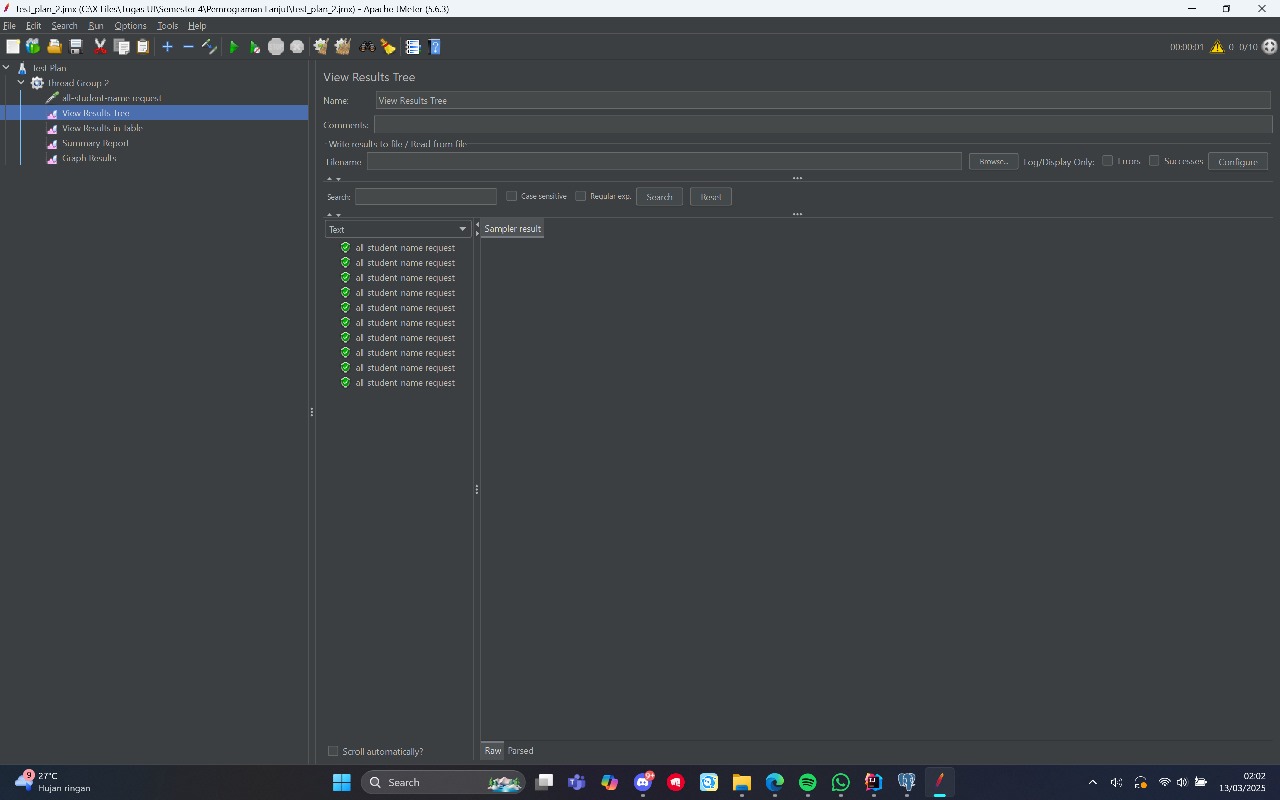 test_plan_2.jmx (C:\X Files\Tugas UI\Semester 4\Pemrograman Lanjut\test_plan_2.jmx) - Apache JMeter (5.6.3)
File Edit Search Run Options Tools Help
00:00:01 0 0/10
Test Plan
Thread Group 2
all-student-name request
View Results Tree
View Results in Table
Summary Report
Graph Results
View Results Tree
Name: View Results Tree
Comments:
Write results to file / Read from file
Filename Browse... Log/Display Only: Errors Successes Configure
Search: Case sensitive Regular exp. Search Reset
Text
Sampler result
all-student-name request
all-student-name request
all-student-name request
all-student-name request
all-student-name request
all-student-name request
all-student-name request
all-student-name request
all-student-name request
all-student-name request
Scroll automatically?
Raw Parsed
9
27°C
Hujan ringan
Search
9+
02:02
13/03/2025